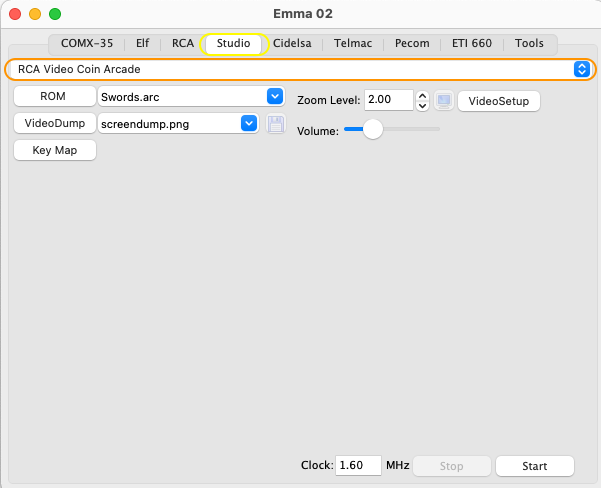 Emma 02
COMX-35 Elf RCA Studio Cidelsa Telmac Pecom ETI 660 Tools
RCA Video Coin Arcade
ROM Swords.arc Zoom Level: 2.00 VideoSetup
VideoDump screendump.png Volume:
Key Map
Clock: 1.60 MHz Stop Start